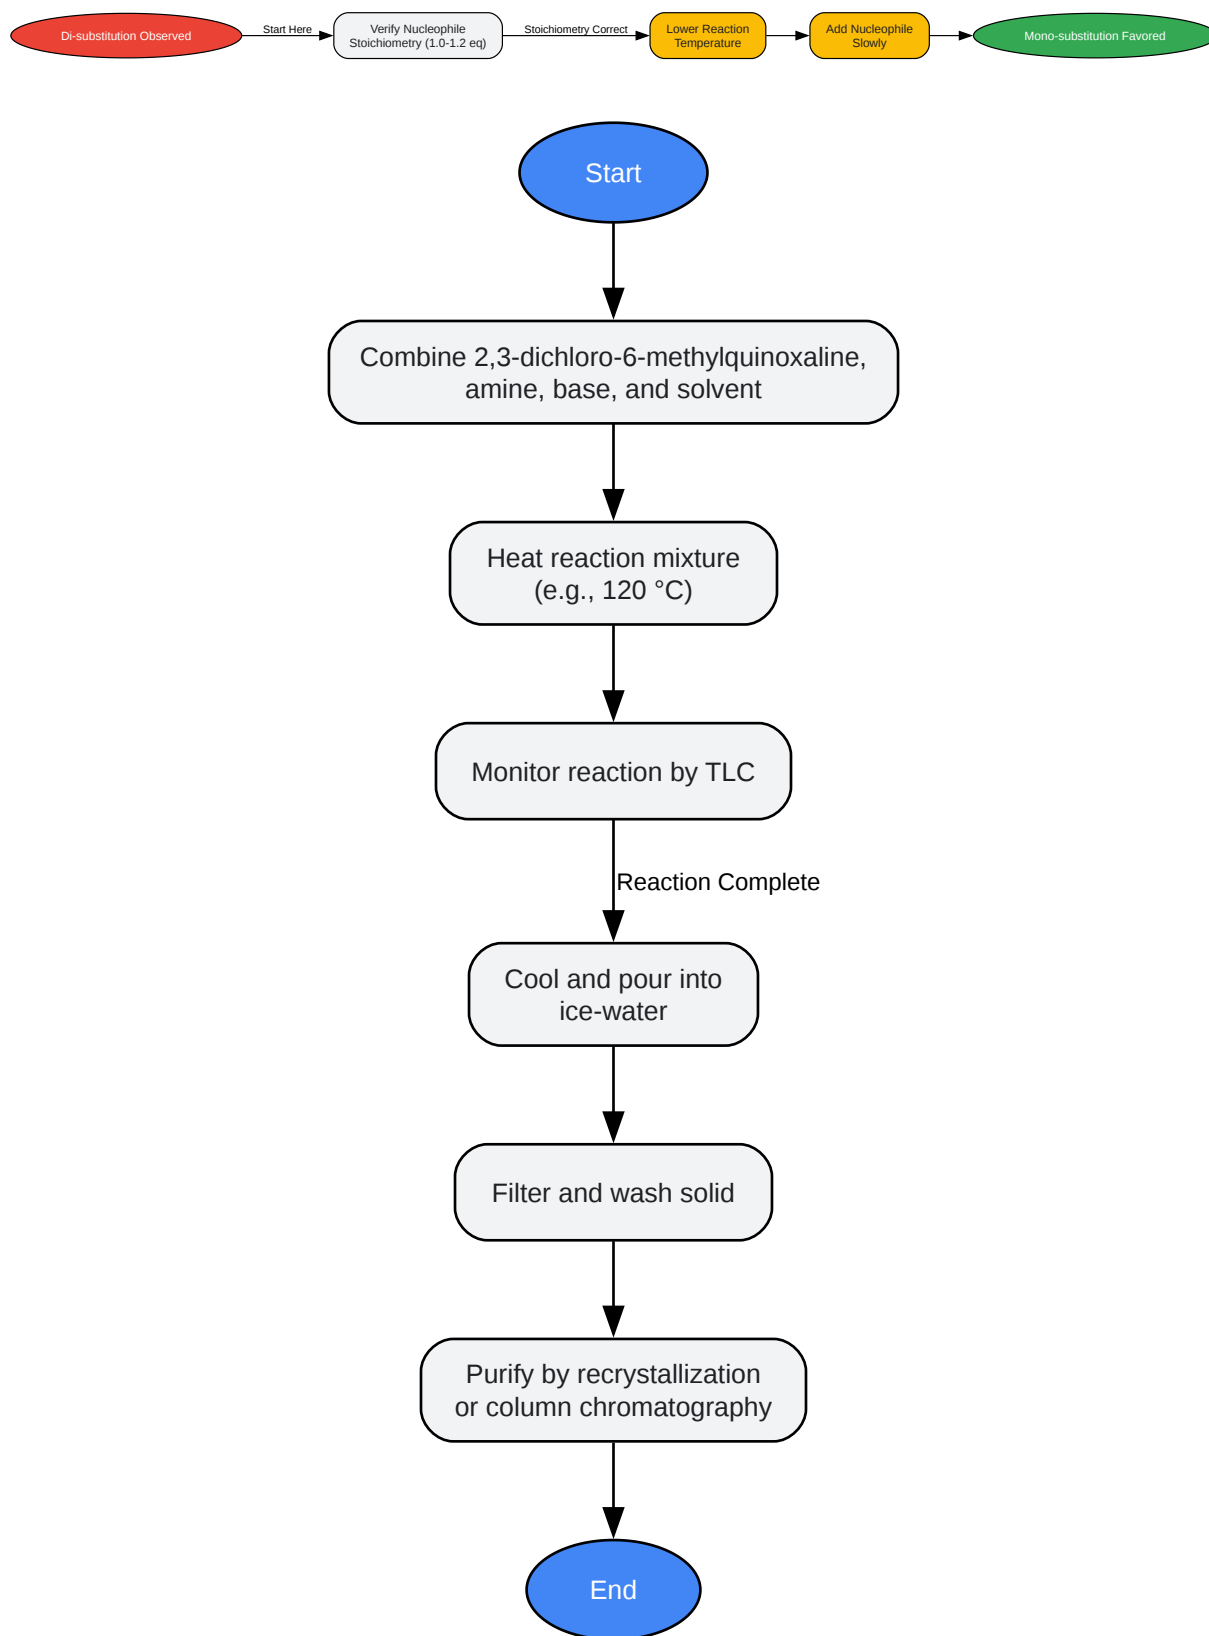 Di-substitution Observed
Start Here
Verify Nucleophile
Stoichiometry (1.0-1.2 eq)
Stoichiometry Correct
Lower Reaction
Temperature
Add Nucleophile
Slowly
Mono-substitution Favored
Start
Combine 2,3-dichloro-6-methylquinoxaline,
amine, base, and solvent
Heat reaction mixture
(e.g., 120 °C)
Monitor reaction by TLC
Reaction Complete
Cool and pour into
ice-water
Filter and wash solid
Purify by recrystallization
or column chromatography
End